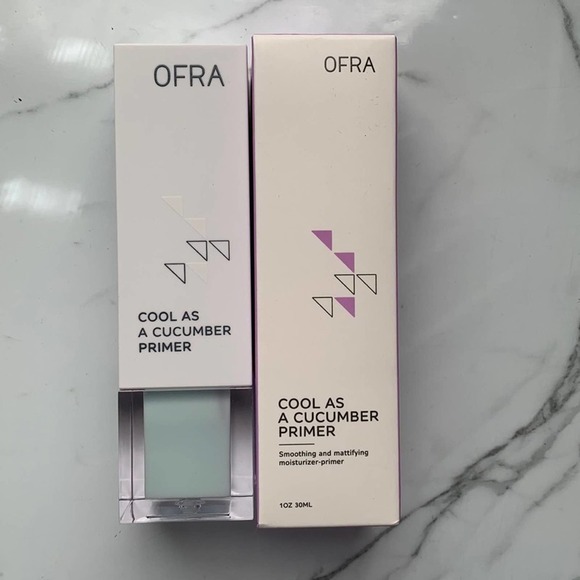 OFRA
COOL AS
A CUCUMBER
PRIMER
OFRA
COOL AS
A CUCUMBER
PRIMER
Smoothing and mattifying
moisturizer-primer
1OZ 30ML